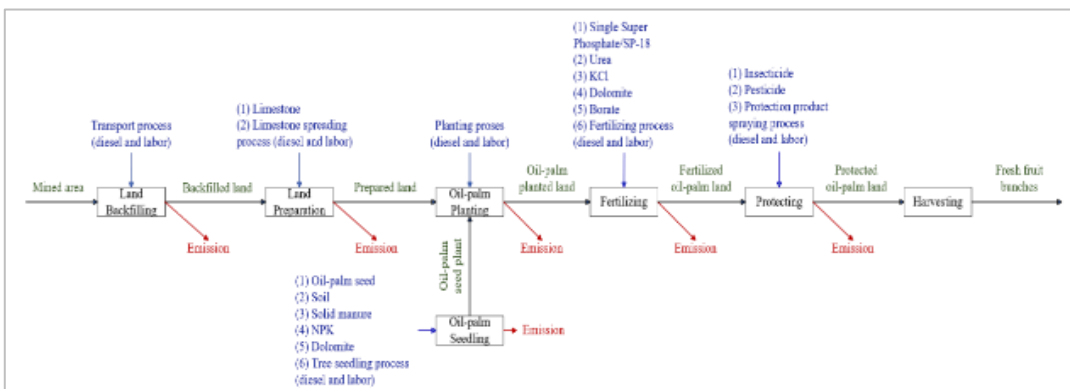 (1) Single Super
Phosphate/SP-18
(2) Urea
(3) KCl
(4) Dolomite
(5) Borate
(6) Fertilizing process
(diesel and labor)
(1) Insecticide
(2) Pesticide
(3) Protection product
spraying process
(diesel and labor)
(1) Limestone
(2) Limestone spreading
process (diesel and labor)
Transport process
(diesel and labor)
Planting proses
(diesel and labor)
Mined area
Land
Backfilling
Backfilled land
Land
Preparation
Prepared land
Oil-palm
Planting
Oil-palm
planted land
Fertilizing
Fertilized
oil-palm land
Protecting
Protected
oil-palm land
Harvesting
Fresh fruit
bunches
Emission
Emission
Emission
Emission
Emission
Oil-palm
seed plant
(1) Oil-palm seed
(2) Soil
(3) Solid manure
(4) NPK
(5) Dolomite
(6) Tree seedling process
(diesel and labor)
Oil-palm
Seedling
Emission